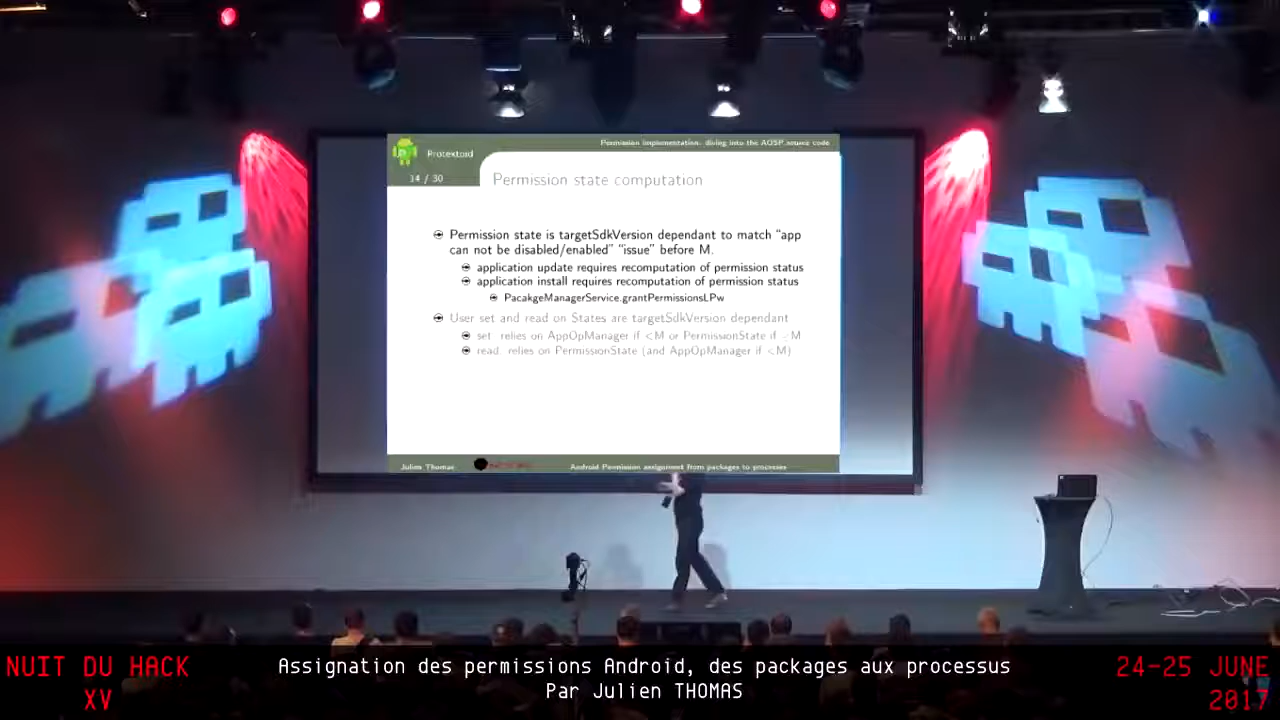 Permission implementation: diving into the AOSP source code
Protextoid
14 / 30
Permission state computation
Permission state is targetSdkVersion dependant to match "app
can not be disabled/enabled" "issue" before M.
application update requires recomputation of permission status
application install requires recomputation of permission status
PacakgeManagerService.grantPermissionsLPw
User set and read on States are targetSdkVersion dependant
set: relies on AppOpManager if <M or PermissionState if M
read: relies on PermissionState (and AppOpManager if <M)
Julien Thomas
Android Permission assignment from packages to processes
NUIT DU HACK
XV
Assignation des permissions Android, des packages aux processus
Par Julien THOMAS
24-25 JUNE
2017